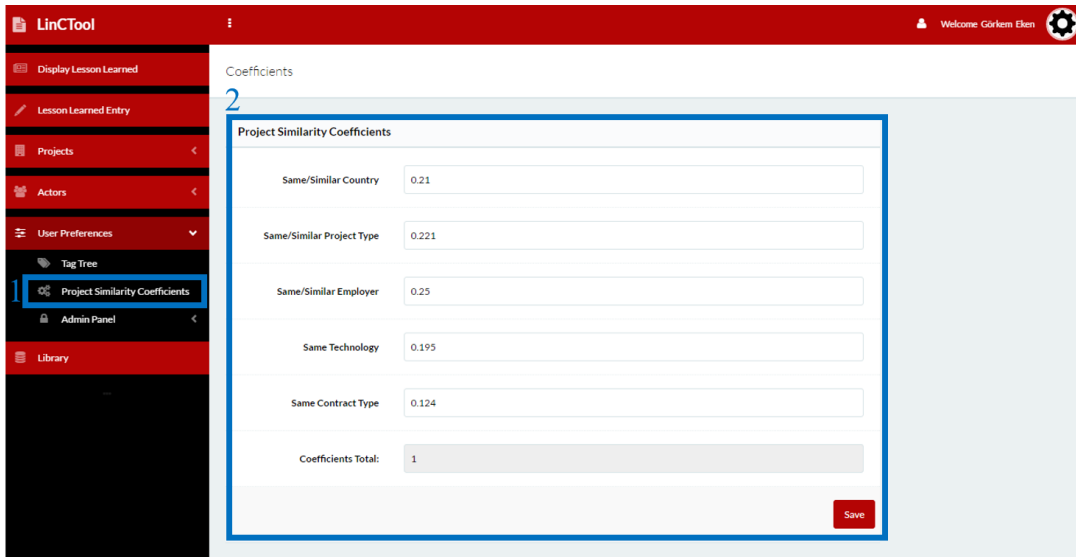 LinCTool
Welcome Görkem Eken
Display Lesson Learned
Lesson Learned Entry
Projects
Actors
User Preferences
Tag Tree
1
Project Similarity Coefficients
Admin Panel
Library
Coefficients
2
Project Similarity Coefficients
Same/Similar Country 0.21
Same/Similar Project Type 0.221
Same/Similar Employer 0.25
Same Technology 0.195
Same Contract Type 0.124
Coefficients Total: 1
Save